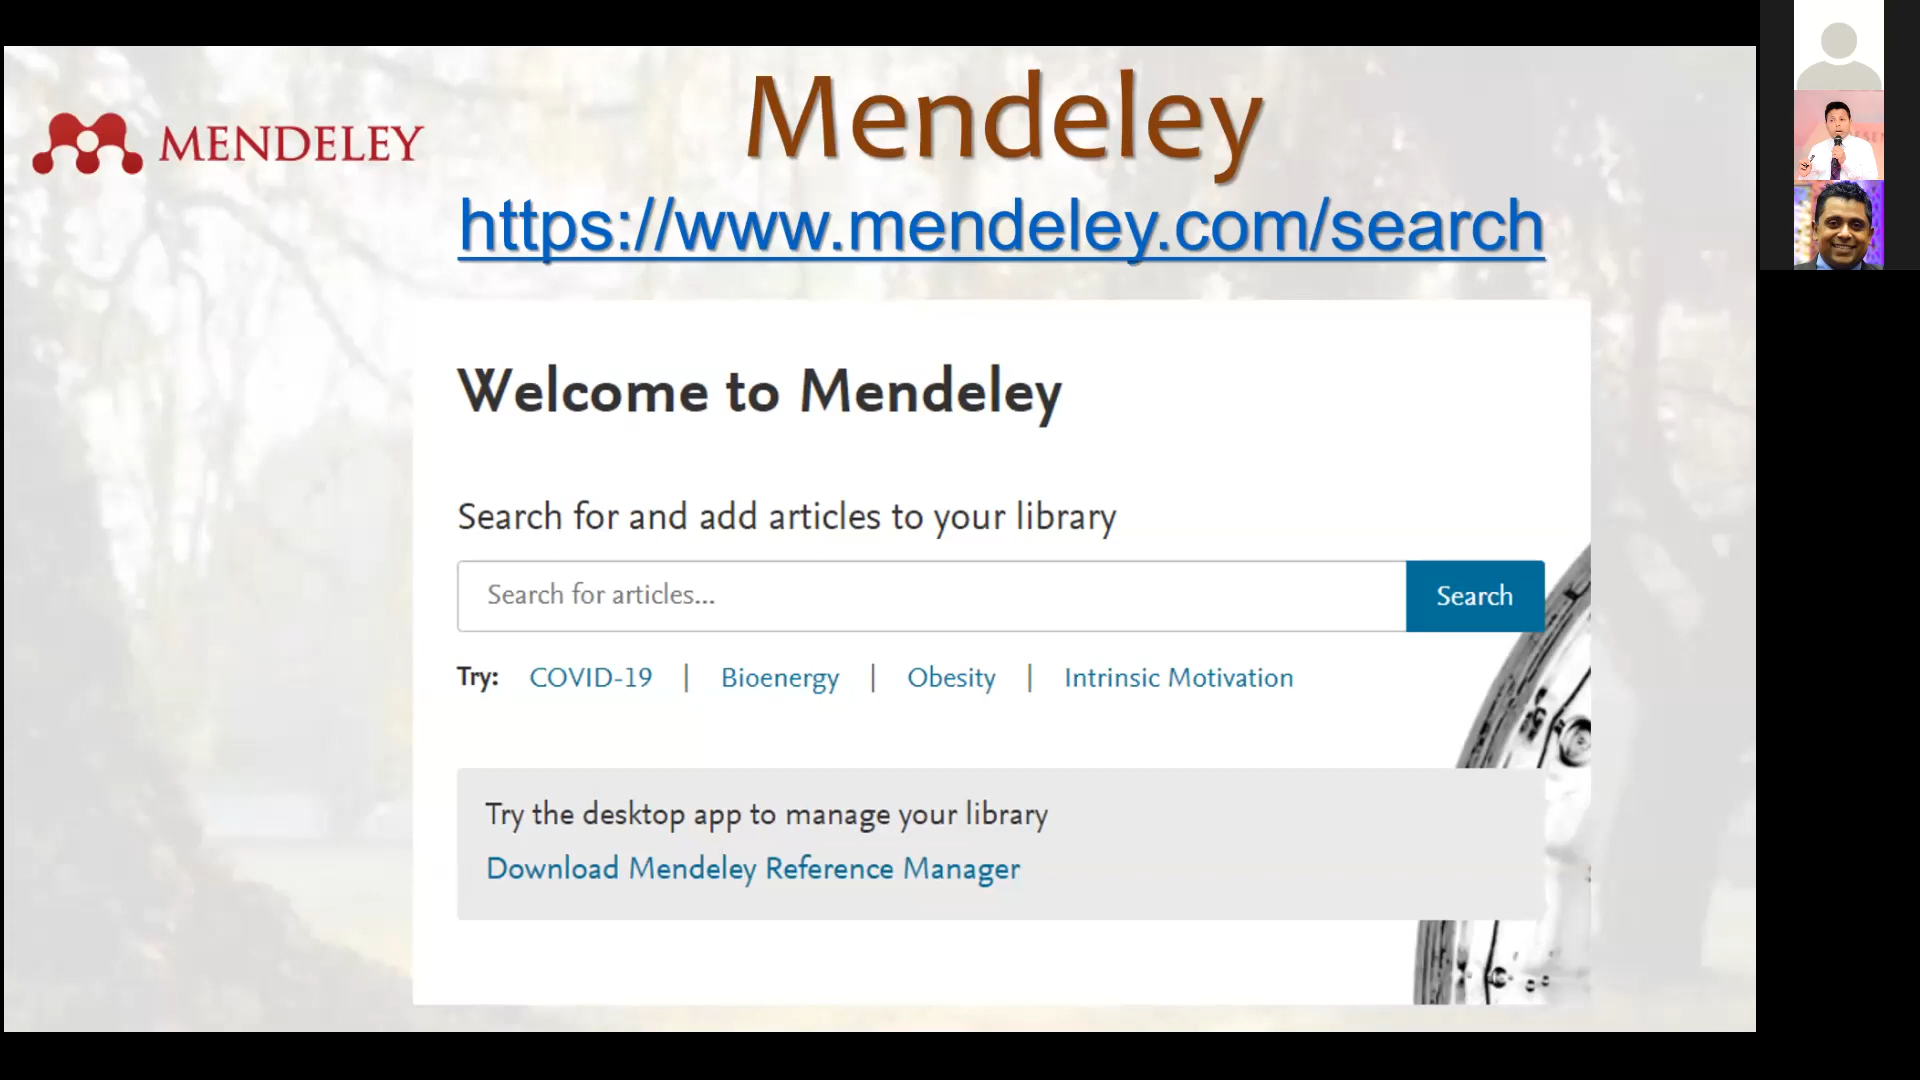 MENDELEY
Mendeley
https://www.mendeley.com/search
Welcome to Mendeley
Search for and add articles to your library
Search for articles...
Search
Try: COVID-19 | Bioenergy | Obesity | Intrinsic Motivation
Try the desktop app to manage your library
Download Mendeley Reference Manager